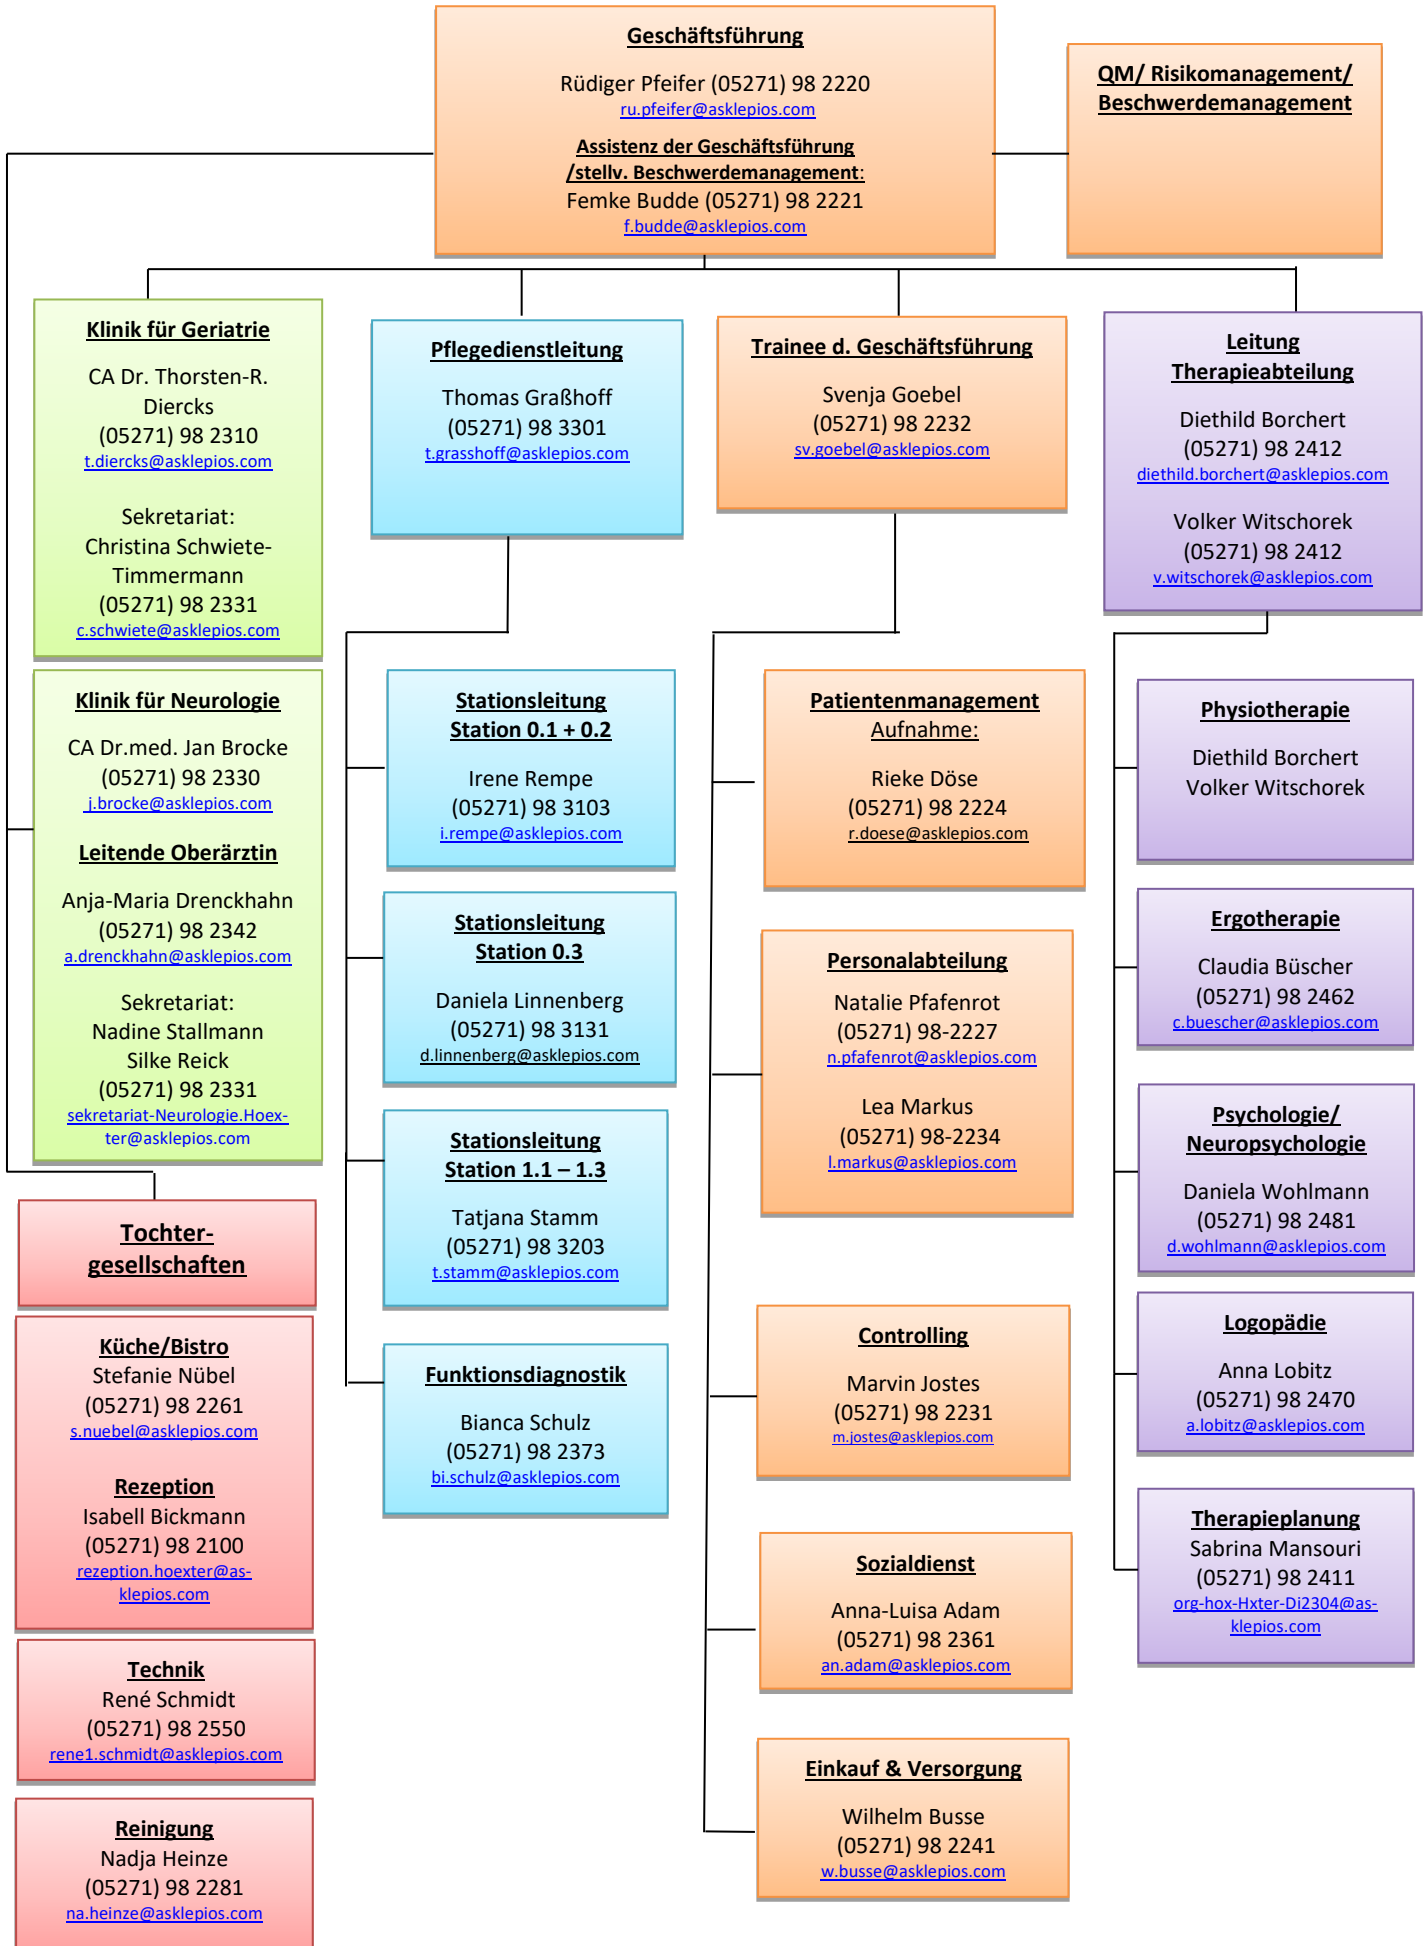 Geschäftsführung
Rüdiger Pfeifer (05271) 98 2220
ru.pfeifer@asklepios.com
Assistenz der Geschäftsführung
/stellv. Beschwerdemanagement:
Femke Budde (05271) 98 2221
f.budde@asklepios.com
QM/ Risikomanagement/
Beschwerdemanagement
Klinik für Geriatrie
CA Dr. Thorsten-R.
Diercks
(05271) 98 2310
t.diercks@asklepios.com
Sekretariat:
Christina Schwiete-
Timmermann
(05271) 98 2331
c.schwiete@asklepios.com
Klinik für Neurologie
CA Dr.med. Jan Brocke
(05271) 98 2330
j.brocke@asklepios.com
Leitende Oberärztin
Anja-Maria Drenckhahn
(05271) 98 2342
a.drenckhahn@asklepios.com
Sekretariat:
Nadine Stallmann
Silke Reick
(05271) 98 2331
sekretariat-Neurologie.Hoex-
ter@asklepios.com
Tochter-
gesellschaften
Küche/Bistro
Stefanie Nübel
(05271) 98 2261
s.nuebel@asklepios.com
Rezeption
Isabell Bickmann
(05271) 98 2100
rezeption.hoexter@as-
klepios.com
Technik
René Schmidt
(05271) 98 2550
rene1.schmidt@asklepios.com
Reinigung
Nadja Heinze
(05271) 98 2281
na.heinze@asklepios.com
Pflegedienstleitung
Thomas Graßhoff
(05271) 98 3301
t.grasshoff@asklepios.com
Stationsleitung
Station 0.1 + 0.2
Irene Rempe
(05271) 98 3103
i.rempe@asklepios.com
Stationsleitung
Station 0.3
Daniela Linnenberg
(05271) 98 3131
d.linnenberg@asklepios.com
Stationsleitung
Station 1.1 – 1.3
Tatjana Stamm
(05271) 98 3203
t.stamm@asklepios.com
Funktionsdiagnostik
Bianca Schulz
(05271) 98 2373
bi.schulz@asklepios.com
Trainee d. Geschäftsführung
Svenja Goebel
(05271) 98 2232
sv.goebel@asklepios.com
Patientenmanagement
Aufnahme:
Rieke Döse
(05271) 98 2224
r.doese@asklepios.com
Personalabteilung
Natalie Pfafenrot
(05271) 98-2227
n.pfafenrot@asklepios.com
Lea Markus
(05271) 98-2234
l.markus@asklepios.com
Controlling
Marvin Jostes
(05271) 98 2231
m.jostes@asklepios.com
Sozialdienst
Anna-Luisa Adam
(05271) 98 2361
an.adam@asklepios.com
Einkauf & Versorgung
Wilhelm Busse
(05271) 98 2241
w.busse@asklepios.com
Leitung
Therapieabteilung
Diethild Borchert
(05271) 98 2412
diethild.borchert@asklepios.com
Volker Witschorek
(05271) 98 2412
v.witschorek@asklepios.com
Physiotherapie
Diethild Borchert
Volker Witschorek
Ergotherapie
Claudia Büscher
(05271) 98 2462
c.buescher@asklepios.com
Psychologie/
Neuropsychologie
Daniela Wohlmann
(05271) 98 2481
d.wohlmann@asklepios.com
Logopädie
Anna Lobitz
(05271) 98 2470
a.lobitz@asklepios.com
Therapieplanung
Sabrina Mansouri
(05271) 98 2411
org-hox-Hxter-Di2304@as-
klepios.com